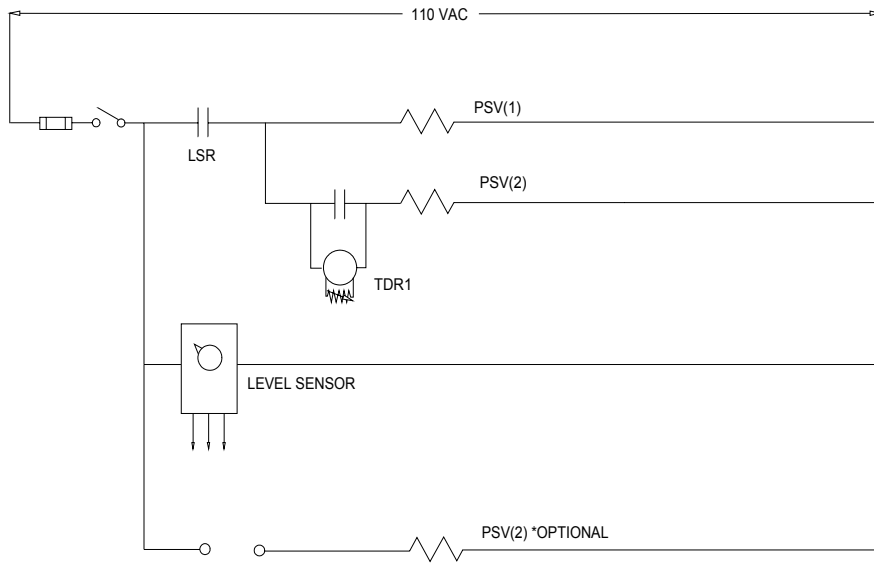 110 VAC
PSV(1)
LSR
PSV(2)
TDR1
LEVEL SENSOR
PSV(2) *OPTIONAL